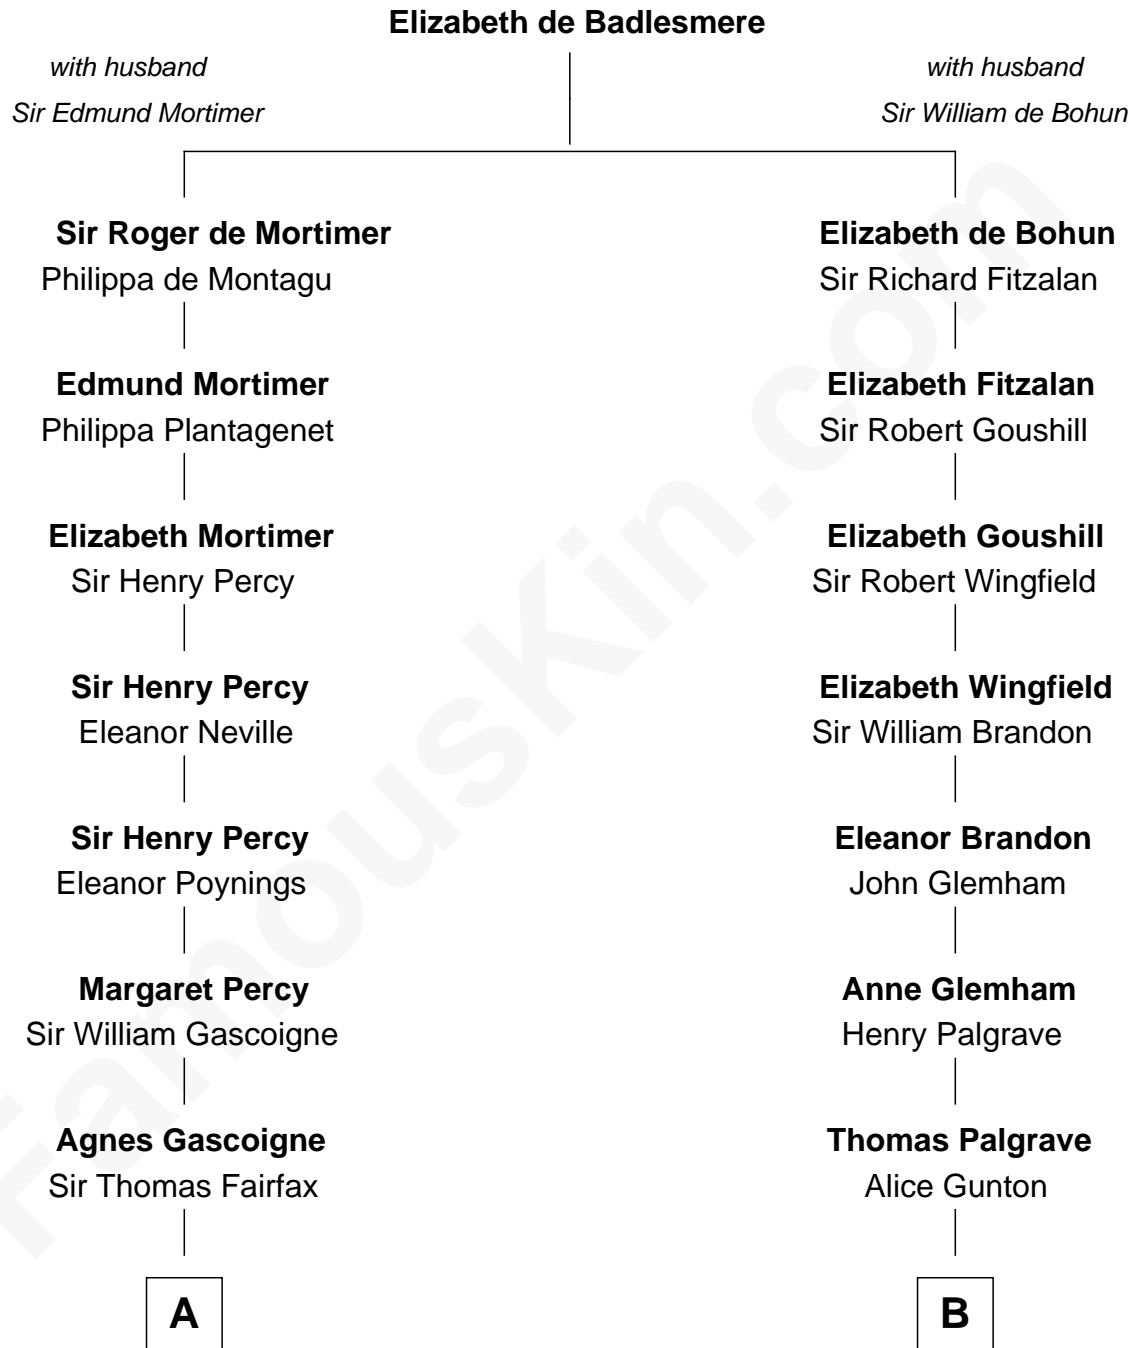 Elizabeth de Badlesmere
with husband
Sir Edmund Mortimer
with husband
Sir William de Bohun
Sir Roger de Mortimer
Philippa de Montagu
Elizabeth de Bohun
Sir Richard Fitzalan
Edmund Mortimer
Philippa Plantagenet
Elizabeth Fitzalan
Sir Robert Goushill
Elizabeth Mortimer
Sir Henry Percy
Elizabeth Goushill
Sir Robert Wingfield
Sir Henry Percy
Eleanor Neville
Elizabeth Wingfield
Sir William Brandon
Sir Henry Percy
Eleanor Poynings
Eleanor Brandon
John Glemham
Margaret Percy
Sir William Gascoigne
Anne Glemham
Henry Palgrave
Agnes Gascoigne
Sir Thomas Fairfax
Thomas Palgrave
Alice Gunton
A
B
FamousKin.com